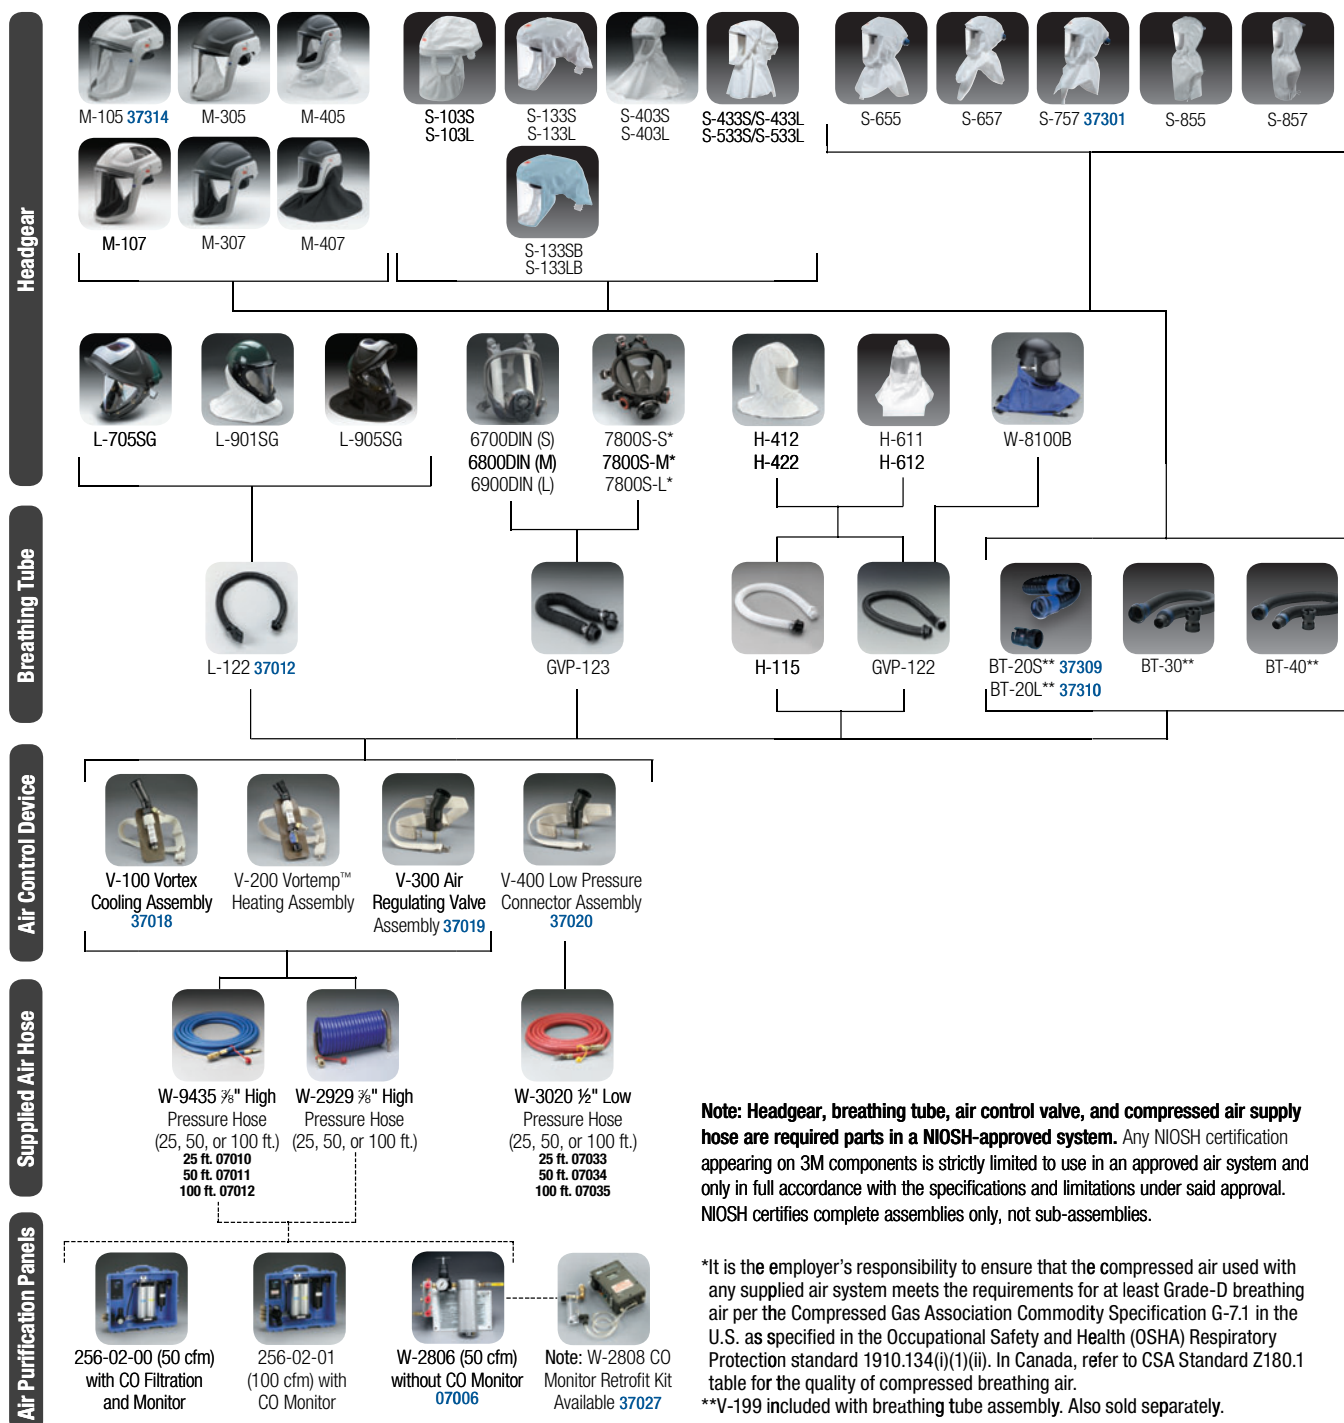 Headgear
M-105 37314
M-305
M-405
S-103S
S-103L
S-133S
S-133L
S-403S
S-403L
S-433S/S-433L
S-533S/S-533L
S-655
S-657
S-757 37301
S-855
S-857
M-107
M-307
M-407
S-133SB
S-133LB
L-705SG
L-901SG
L-905SG
6700DIN (S)
6800DIN (M)
6900DIN (L)
7800S-S*
7800S-M*
7800S-L*
H-412
H-422
H-611
H-612
W-8100B
Breathing Tube
L-122 37012
GVP-123
H-115
GVP-122
BT-20S** 37309
BT-20L** 37310
BT-30**
BT-40**
Air Control Device
V-100 Vortex
Cooling Assembly
37018
V-200 Vortemp™
Heating Assembly
V-300 Air
Regulating Valve
Assembly 37019
V-400 Low Pressure
Connector Assembly
37020
Supplied Air Hose
W-9435 ⅜" High
Pressure Hose
(25, 50, or 100 ft.)
25 ft. 07010
50 ft. 07011
100 ft. 07012
W-2929 ⅜" High
Pressure Hose
(25, 50, or 100 ft.)
W-3020 ½" Low
Pressure Hose
(25, 50, or 100 ft.)
25 ft. 07033
50 ft. 07034
100 ft. 07035
Air Purification Panels
256-02-00 (50 cfm)
with CO Filtration
and Monitor
256-02-01
(100 cfm) with
CO Monitor
W-2806 (50 cfm)
without CO Monitor
07006
Note: W-2808 CO
Monitor Retrofit Kit
Available 37027
Note: Headgear, breathing tube, air control valve, and compressed air supply
hose are required parts in a NIOSH-approved system. Any NIOSH certification
appearing on 3M components is strictly limited to use in an approved air system and
only in full accordance with the specifications and limitations under said approval.
NIOSH certifies complete assemblies only, not sub-assemblies.
*It is the employer's responsibility to ensure that the compressed air used with
any supplied air system meets the requirements for at least Grade-D breathing
air per the Compressed Gas Association Commodity Specification G-7.1 in the
U.S. as specified in the Occupational Safety and Health (OSHA) Respiratory
Protection standard 1910.134(i)(1)(ii). In Canada, refer to CSA Standard Z180.1
table for the quality of compressed breathing air.
**V-199 included with breathing tube assembly. Also sold separately.